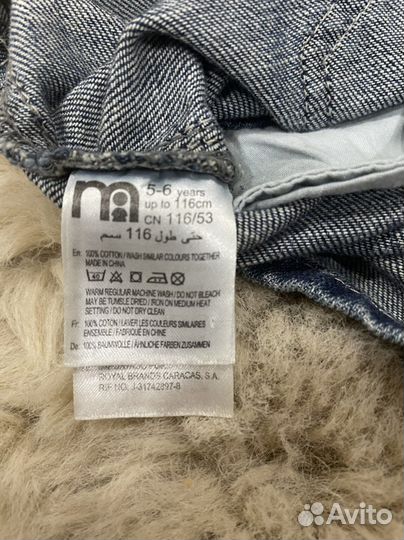 5-6 years
up to 116cm
CN 116/53
حتى طول 116 سم
En: 100% COTTON / WASH SIMILAR COLOURS TOGETHER
MADE IN CHINA
40
WARM REGULAR MACHINE WASH / DO NOT BLEACH
MAY BE TUMBLE DRIED / IRON ON MEDIUM HEAT
SETTING / DO NOT DRY CLEAN
Fr: 100% COTON / LAVER LES COULEURS SIMILAIRES
ENSEMBLE / FABRIQUE EN CHINE
De: 100% BAUMWOLLE / ÄHNLICHE FARBEN ZUSAMMEN
ROYAL BRANDS CARACAS, S.A.
RIF NO. J-31742897-8
Avito